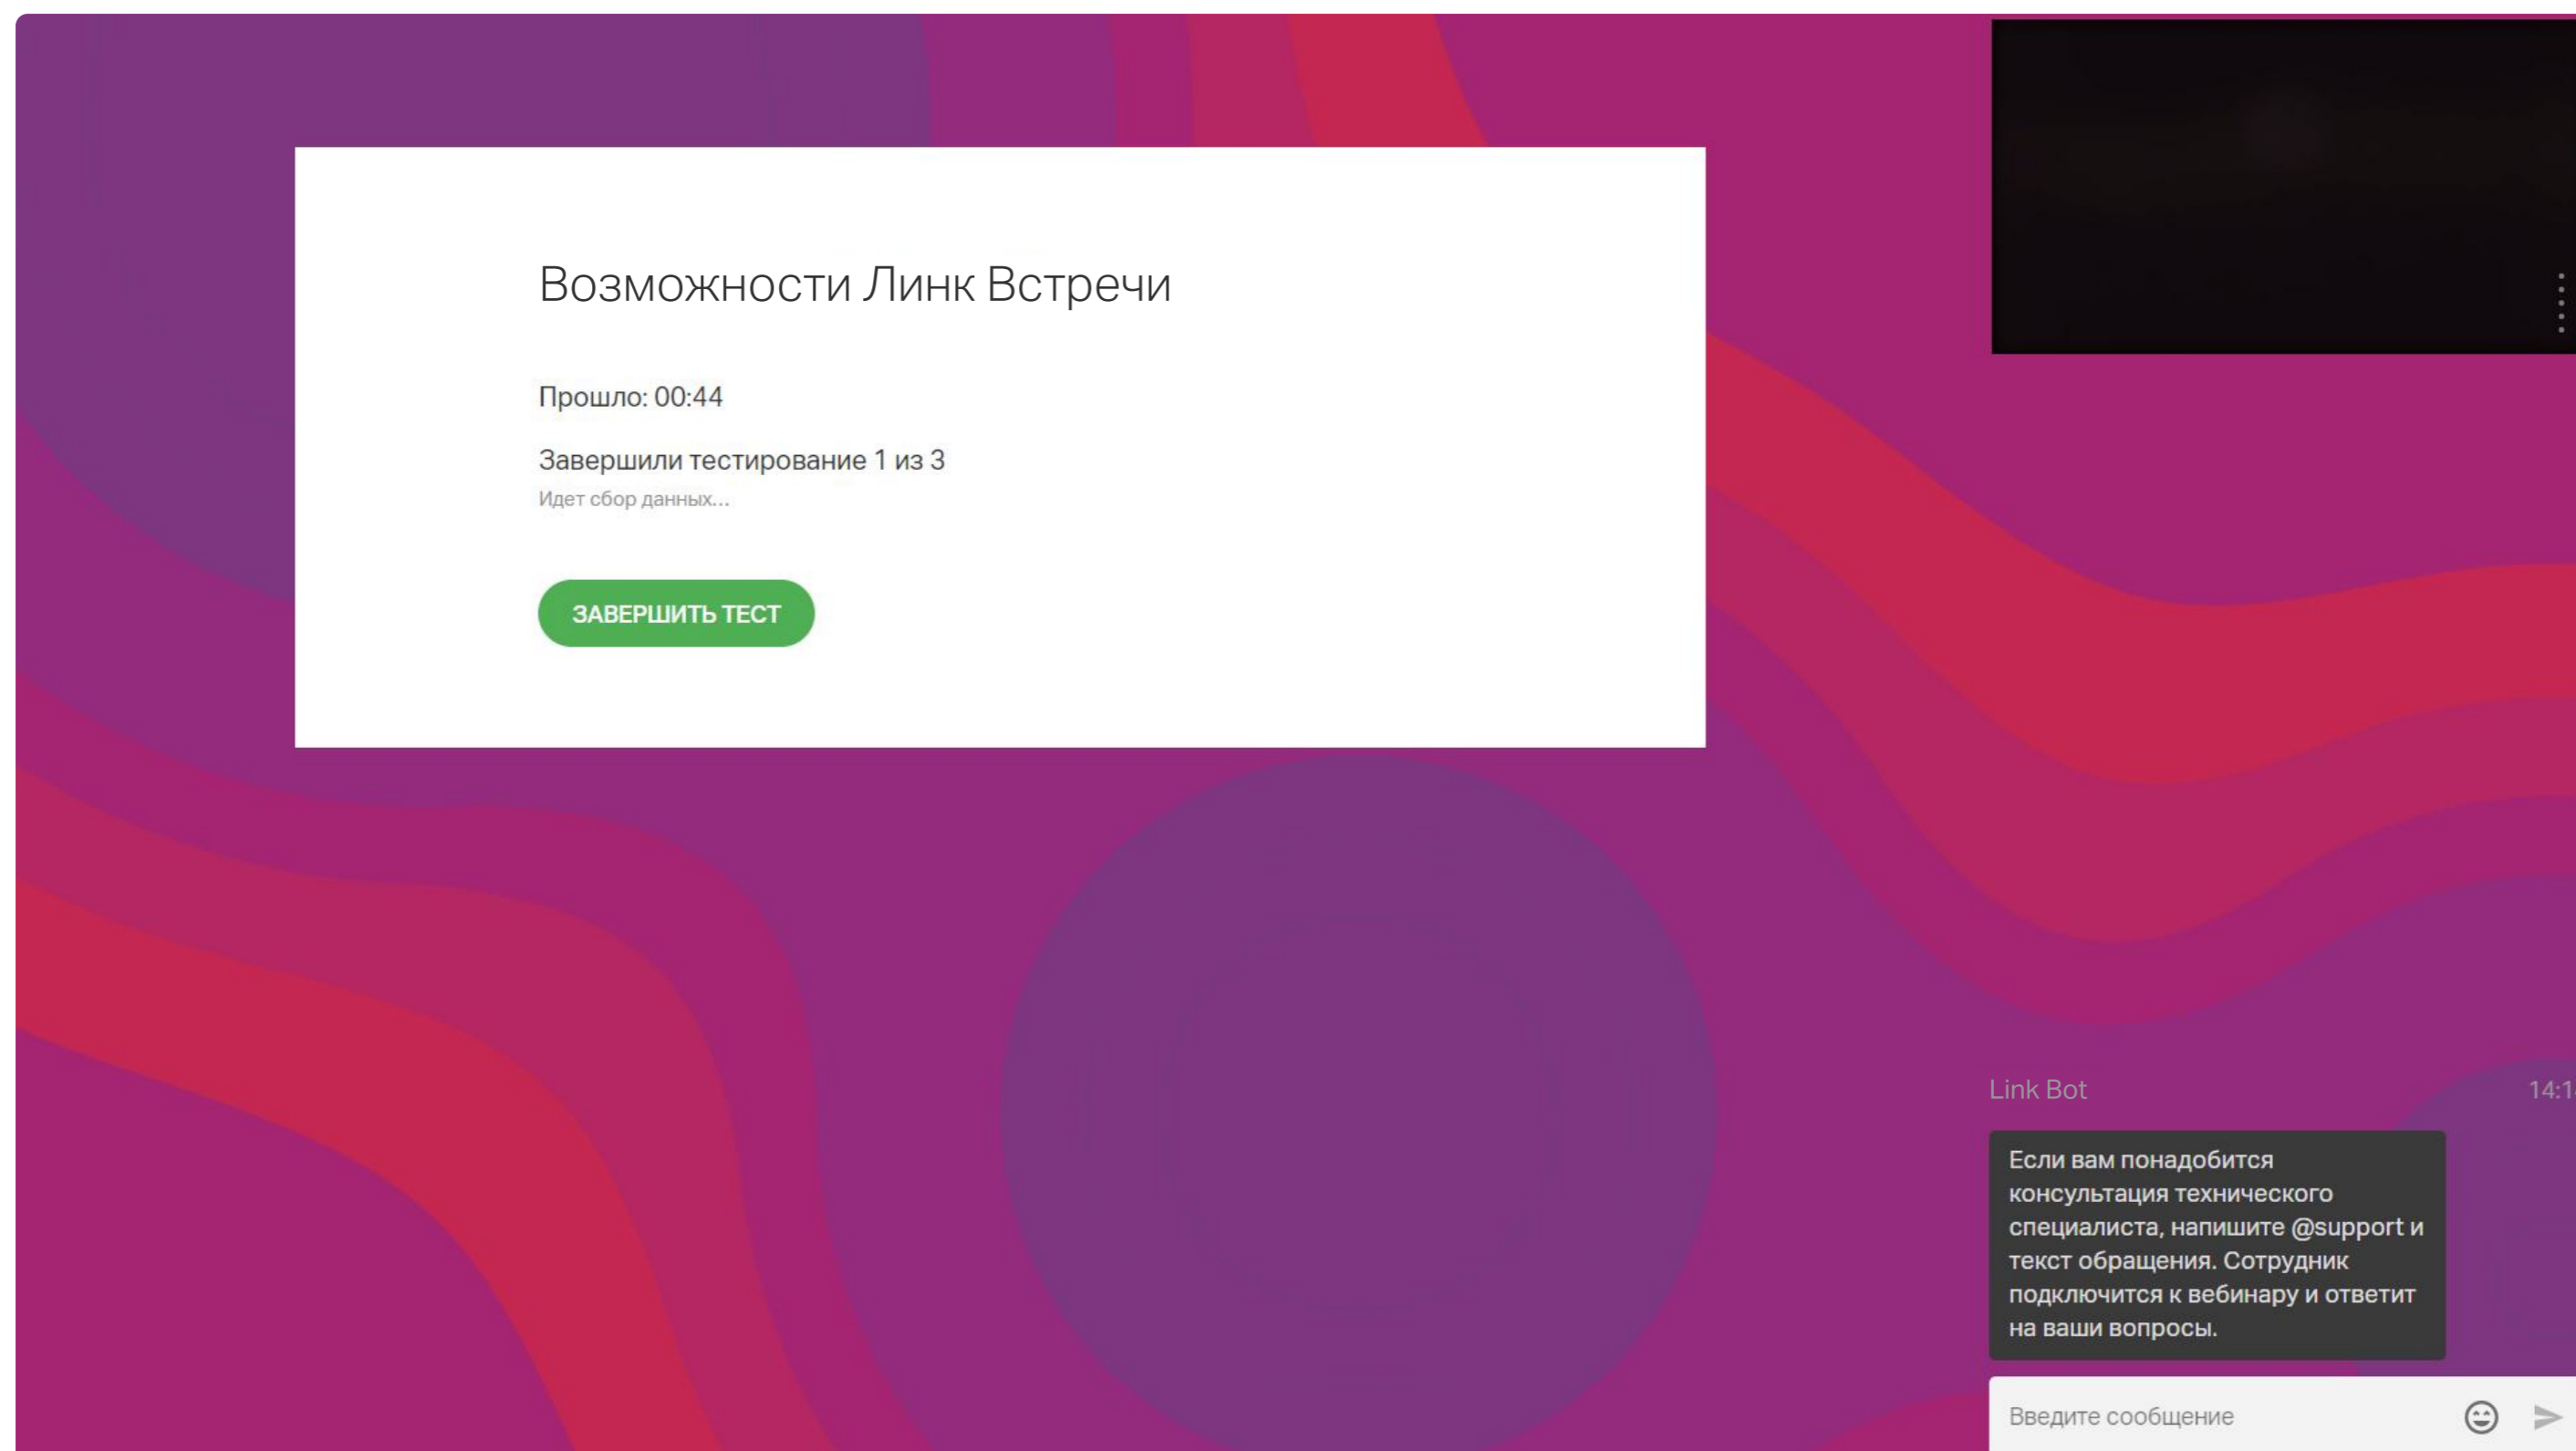 Возможности Линк Встречи
Прошло: 00:44
Завершили тестирование 1 из 3
Идет сбор данных...
ЗАВЕРШИТЬ ТЕСТ
Link Bot
Если вам понадобится
консультация технического
специалиста, напишите @support и
текст обращения. Сотрудник
подключится к вебинару и ответит
на ваши вопросы.
Введите сообщение